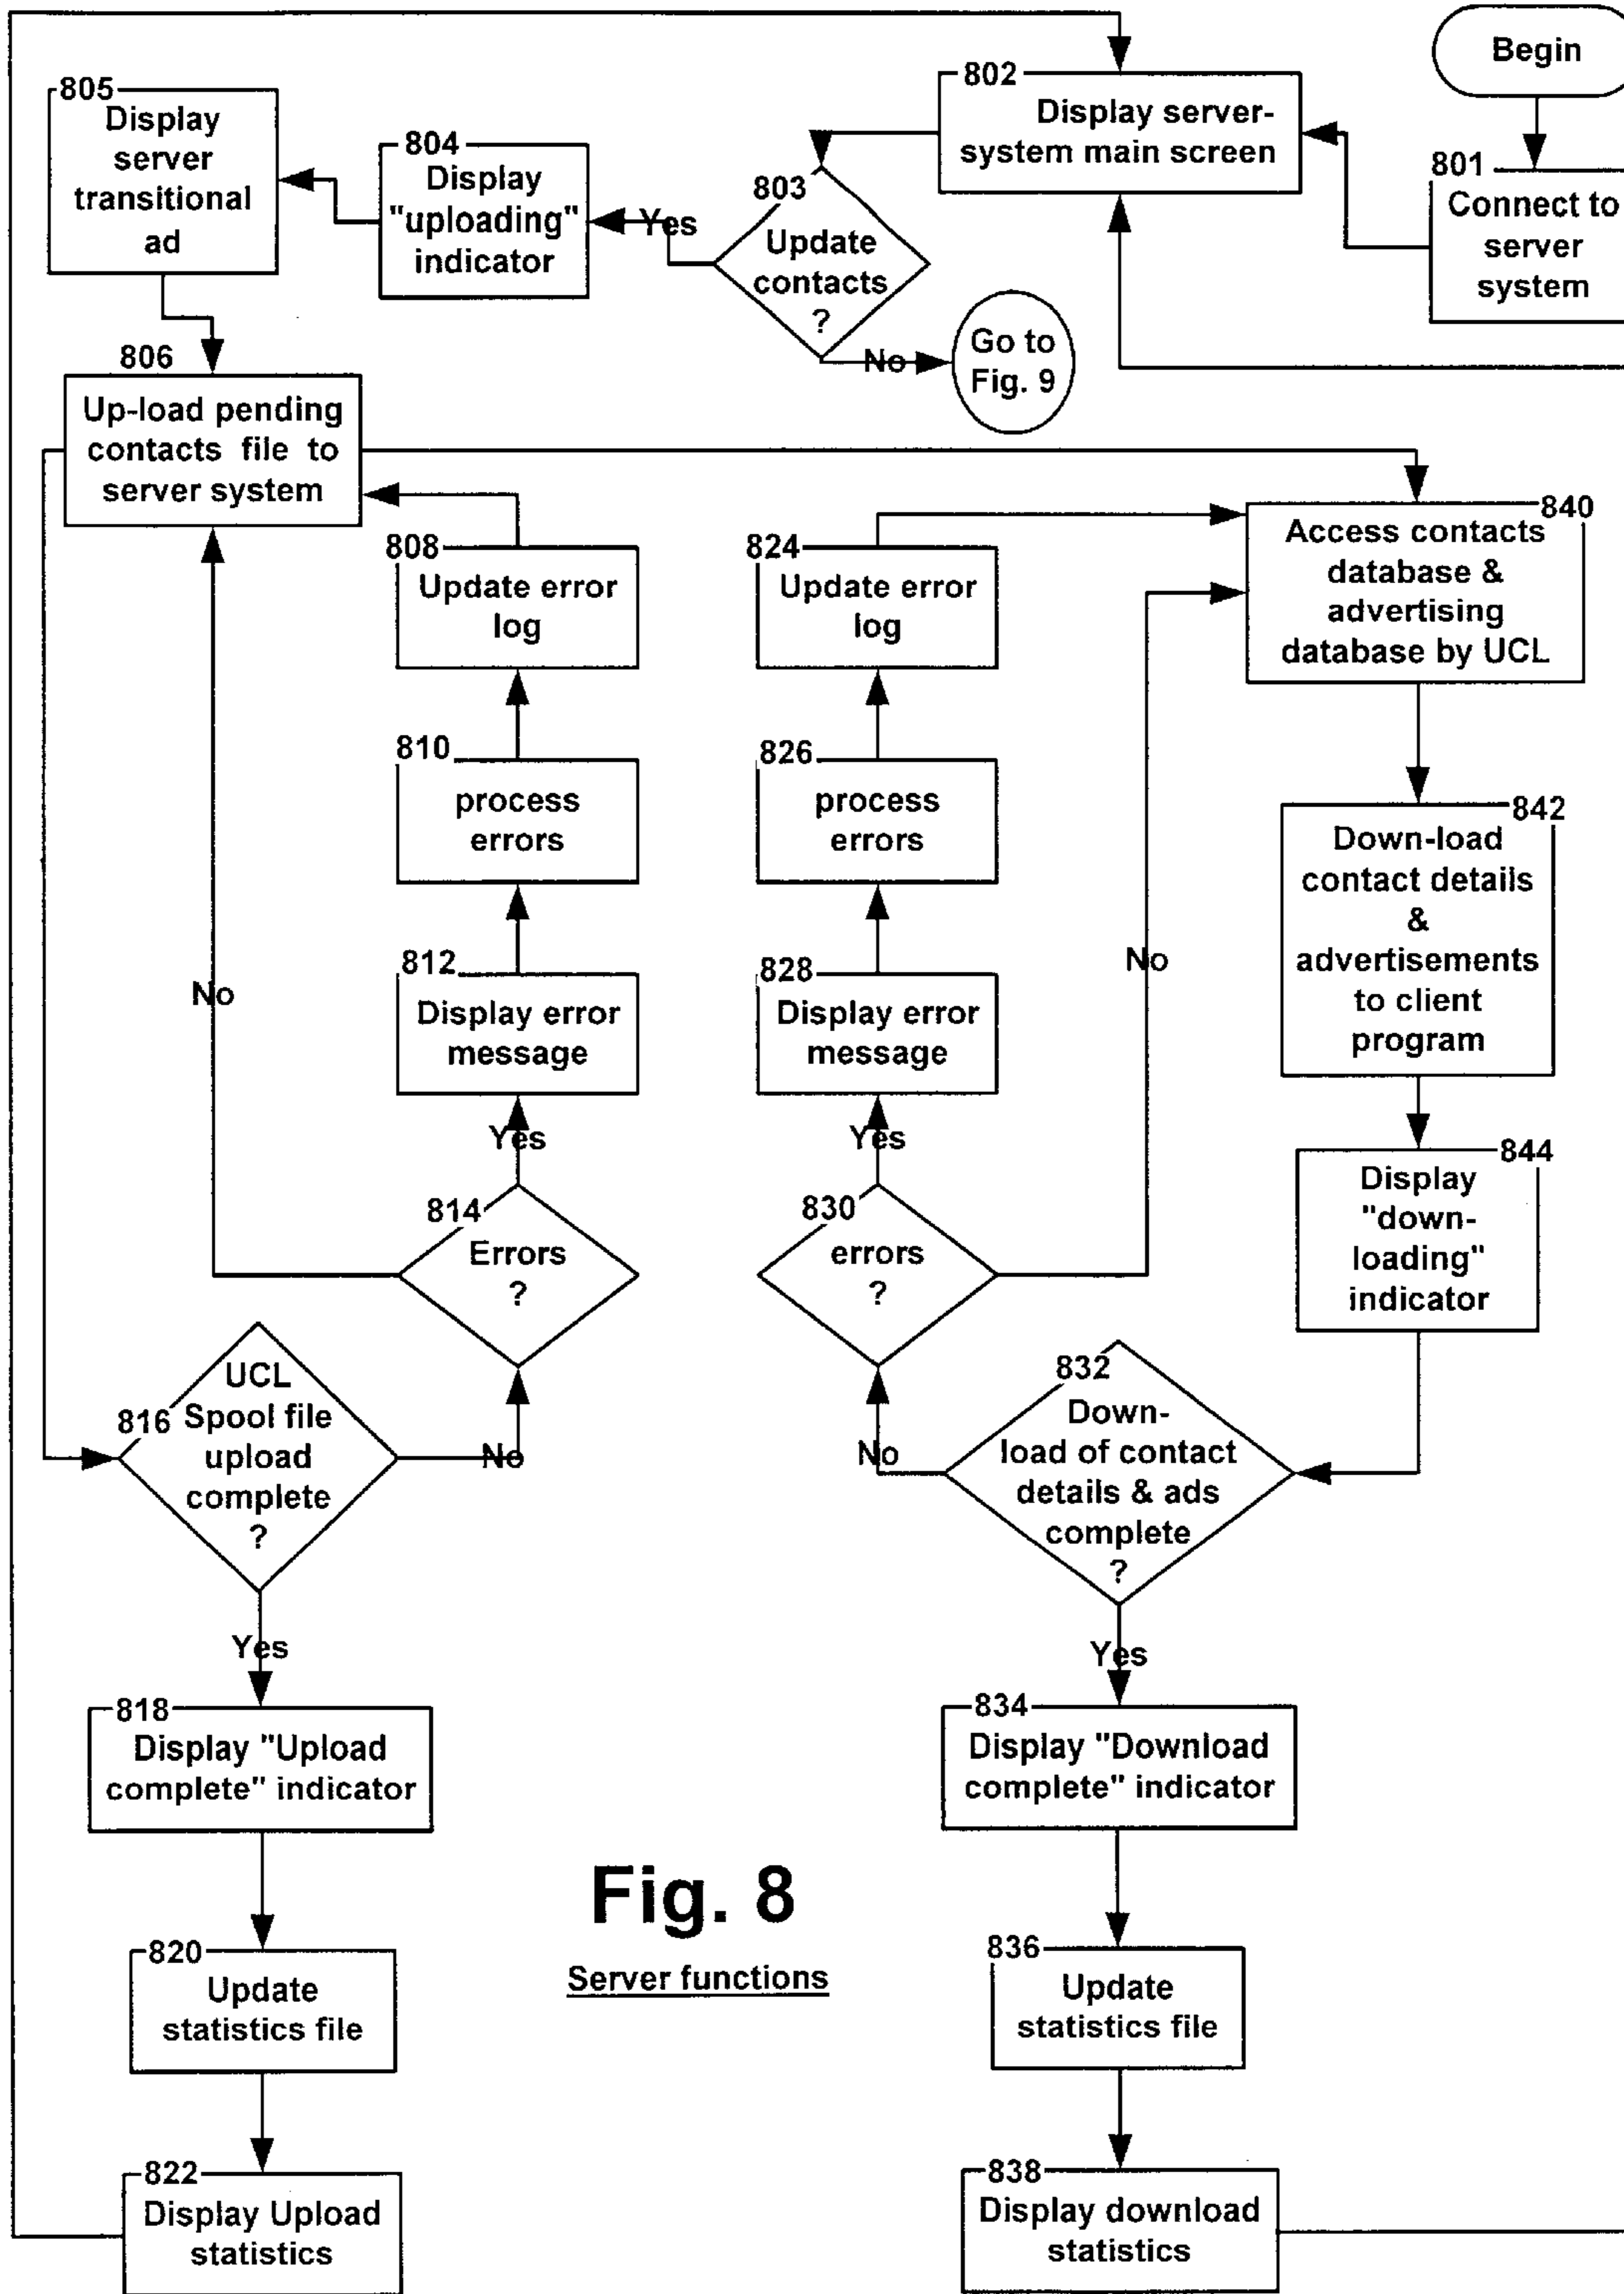 Begin
802
Display server-
system main screen
801
Connect to
server
system
805
Display
server
transitional
ad
804
Display
"uploading"
indicator
Yes
803
Update
contacts
?
No
Go to
Fig. 9
806
Up-load pending
contacts file to
server system
808
Update error
log
824
Update error
log
840
Access contacts
database &
advertising
database by UCL
810
process
errors
826
process
errors
842
Down-load
contact details
&
advertisements
to client
program
No
812
Display error
message
828
Display error
message
No
Yes
Yes
844
Display
"down-
loading"
indicator
814
Errors
?
830
errors
?
816
UCL
Spool file
upload
complete
?
No
No
832
Down-
load of contact
details & ads
complete
?
Yes
Yes
818
Display "Upload
complete" indicator
834
Display "Download
complete" indicator
Fig. 8
Server functions
820
Update
statistics file
836
Update
statistics file
822
Display Upload
statistics
838
Display download
statistics